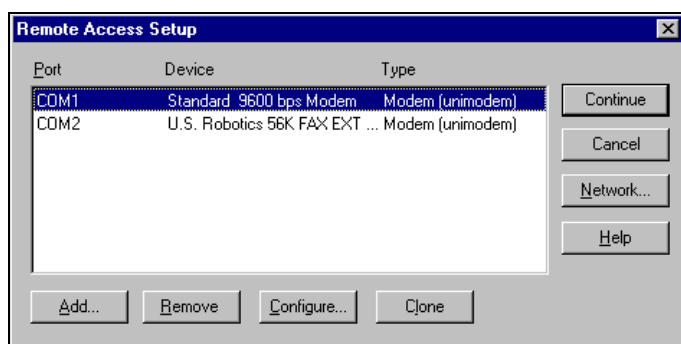 Remote Access Setup
Port Device Type
COM1 Standard 9600 bps Modem Modem (unimodem)
COM2 U.S. Robotics 56K FAX EXT ... Modem (unimodem)
Continue
Cancel
Network...
Help
Add... Remove Configure... Clone